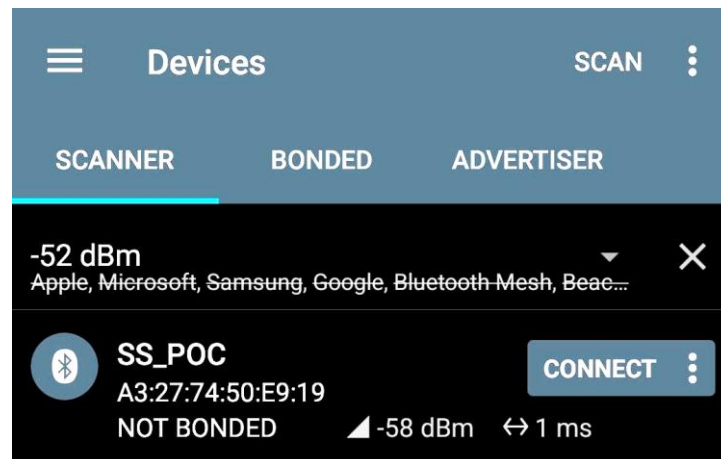 Devices SCAN
SCANNER BONDED ADVERTISER
-52 dBm
Apple, Microsoft, Samsung, Google, Bluetooth Mesh, Beac...
SS_POC
CONNECT
A3:27:74:50:E9:19
NOT BONDED -58 dBm ↔ 1 ms